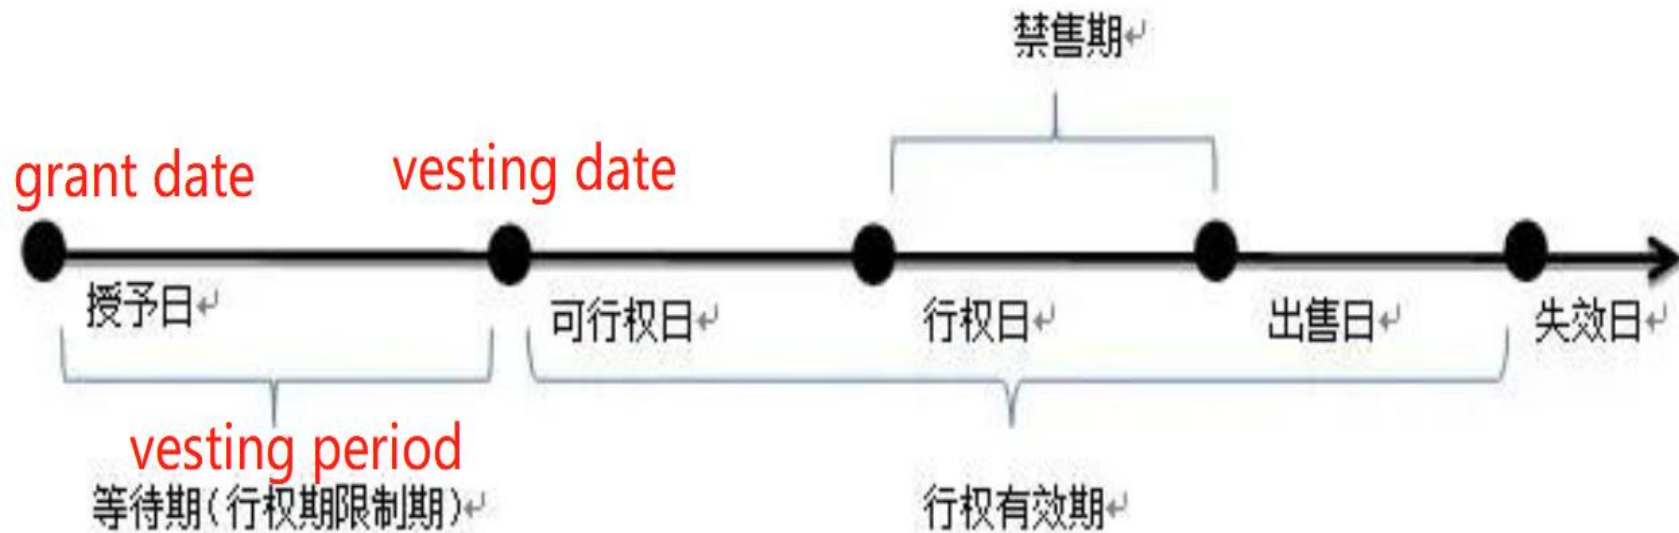 禁售期↵
grant date
vesting date
授予日↵
可行权日↵
行权日↵
出售日↵
失效日↵
vesting period
等待期(行权期限制期)↵
行权有效期↵